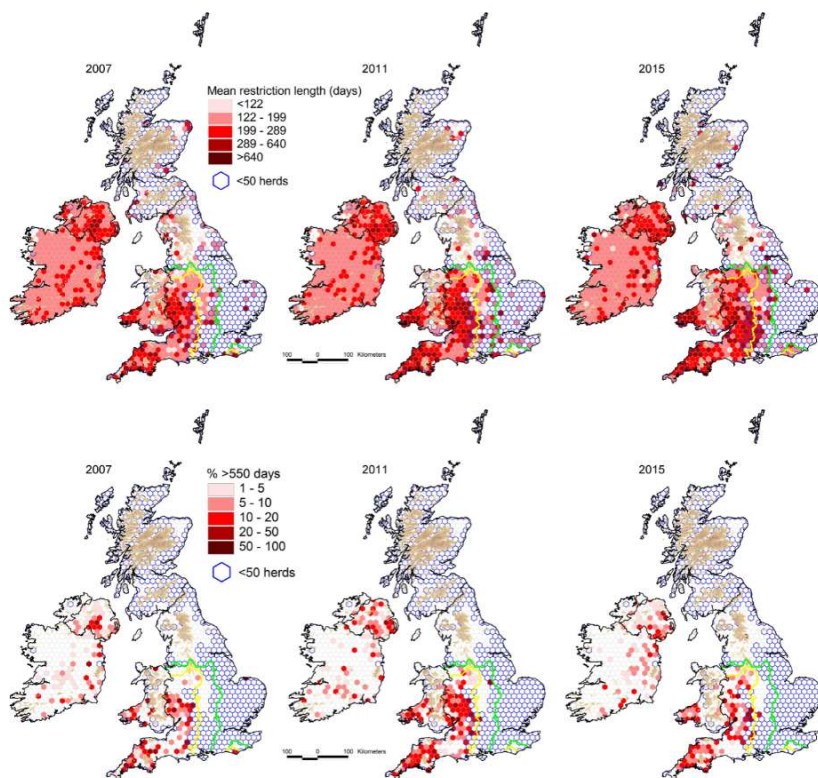 2007
2011
2015
Mean restriction length (days)
<122
122 - 199
199 - 289
289 - 640
>640
<50 herds
100 0 100 Kilometers
2007
2011
2015
% >550 days
1 - 5
5 - 10
10 - 20
20 - 50
50 - 100
<50 herds
100 0 100 Kilometers